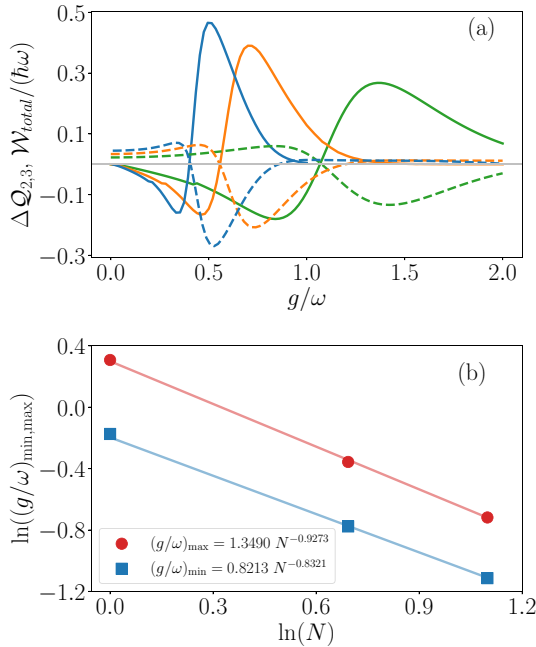 ΔQ₂,₃, W_total/(ħω)
0.5
0.3
0.1
−0.1
−0.3
(a)
0.0 0.5 1.0 1.5 2.0
g/ω
ln((g/ω)min,max)
0.4
0.0
−0.4
−0.8
−1.2
(b)
(g/ω)max = 1.3490 N^−0.9273
(g/ω)min = 0.8213 N^−0.8321
0.0 0.3 0.6 0.9 1.2
ln(N)